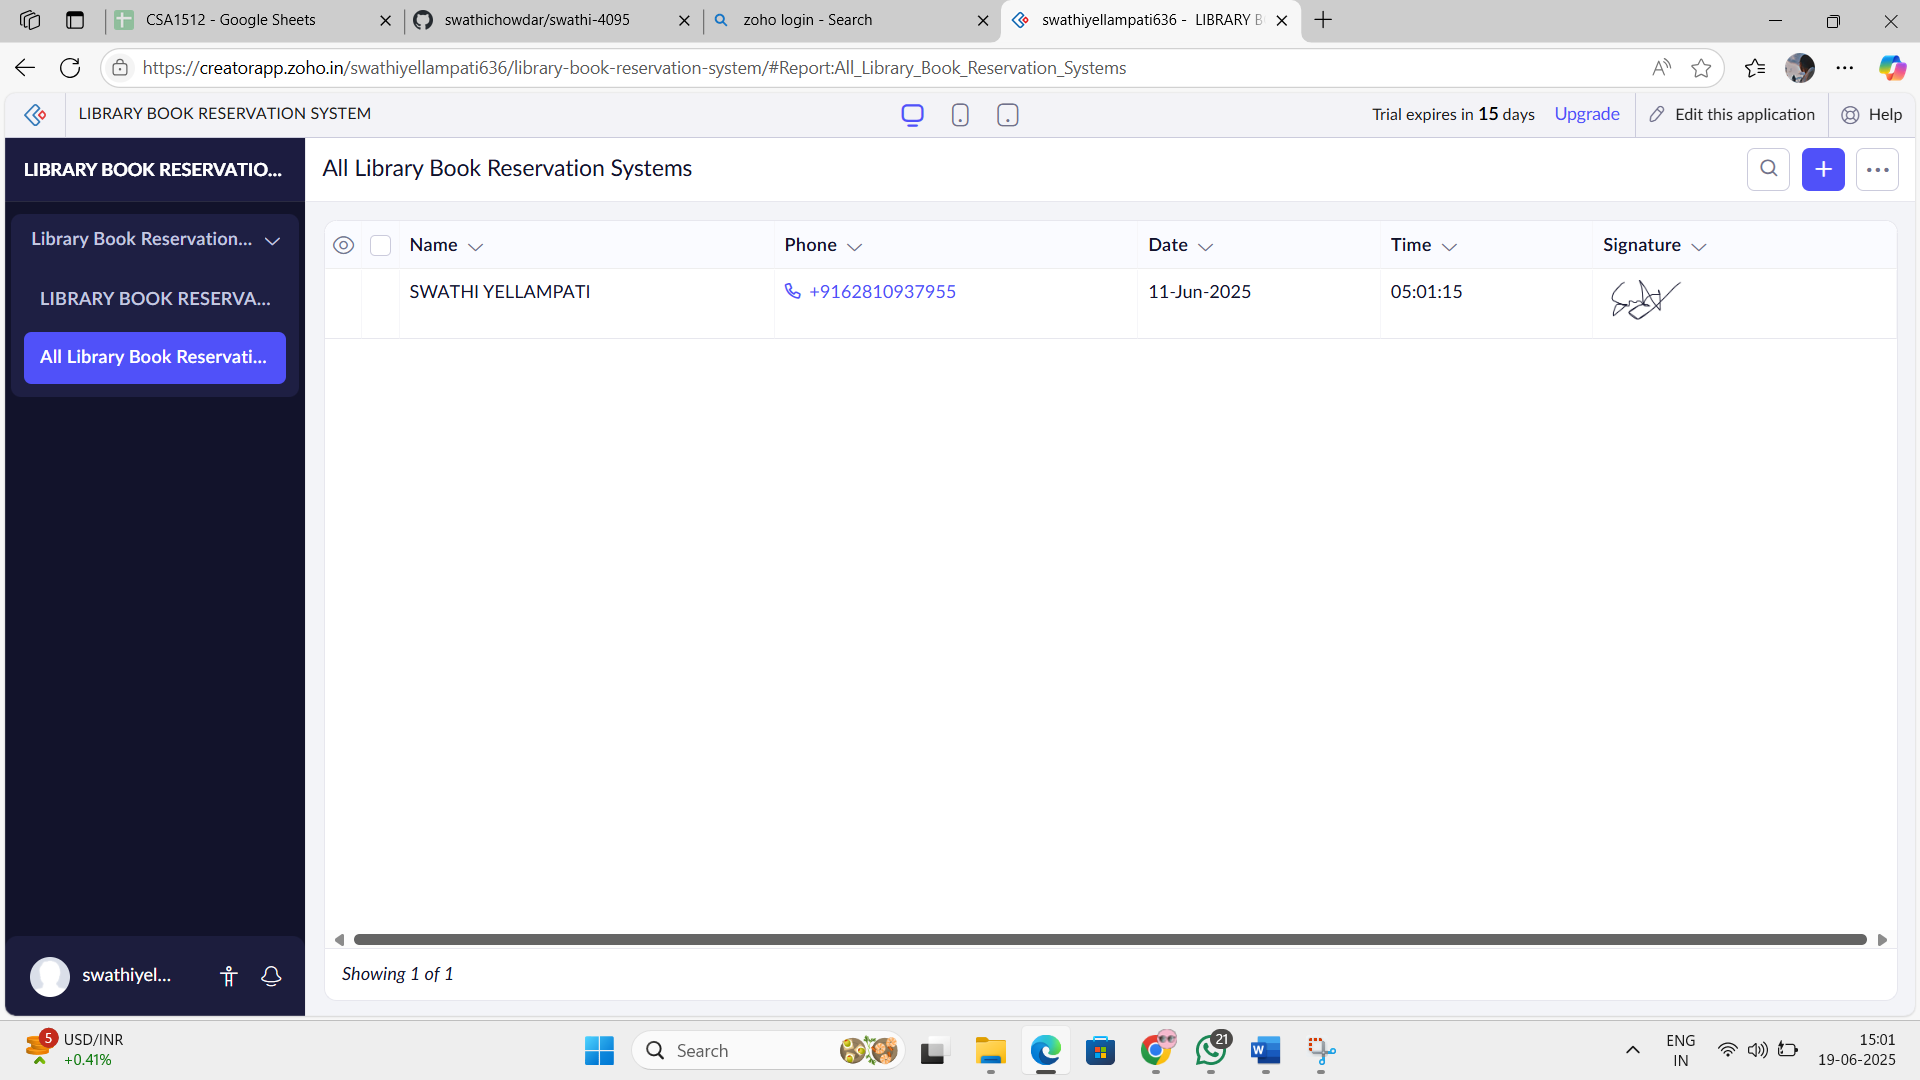 CSA1512 - Google Sheets
swathichowdar/swathi-4095
zoho login - Search
swathiyellampati636 - LIBRARY B
https://creatorapp.zoho.in/swathiyellampati636/library-book-reservation-system/#Report:All_Library_Book_Reservation_Systems
LIBRARY BOOK RESERVATION SYSTEM
Trial expires in 15 days Upgrade
Edit this application
Help
LIBRARY BOOK RESERVATIO...
Library Book Reservation...
LIBRARY BOOK RESERVA...
All Library Book Reservati...
All Library Book Reservation Systems
Name Phone Date Time Signature
SWATHI YELLAMPATI +9162810937955 11-Jun-2025 05:01:15
Showing 1 of 1
swathiyel...
5
USD/INR
+0.41%
Search
21
ENG
IN
15:01
19-06-2025